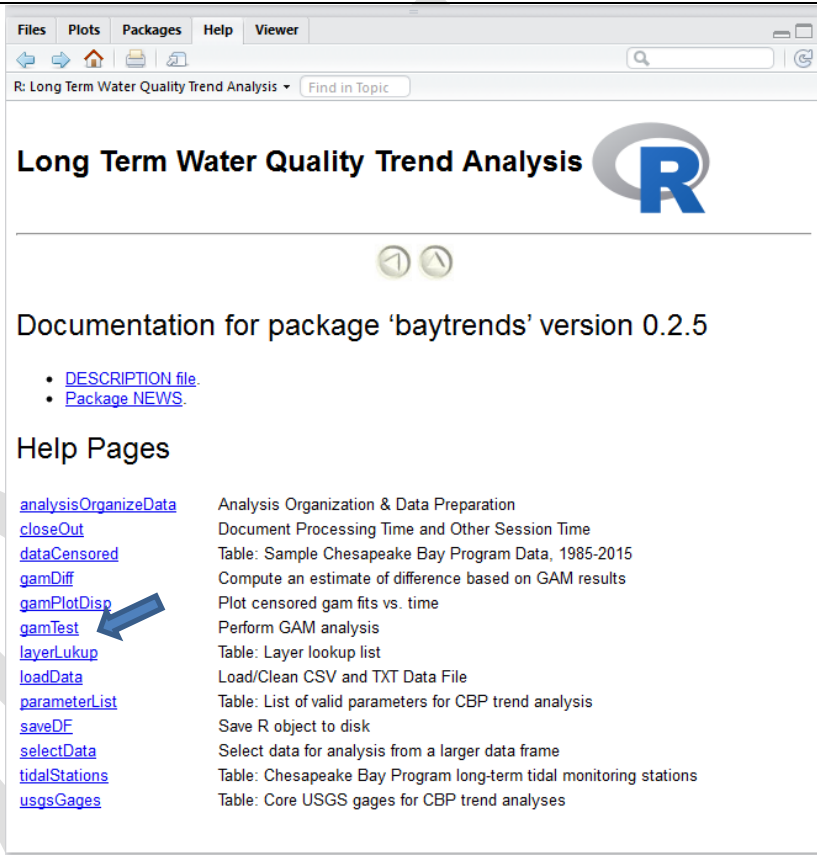 Files Plots Packages Help Viewer
R: Long Term Water Quality Trend Analysis Find in Topic
Long Term Water Quality Trend Analysis R
Documentation for package ‘baytrends’ version 0.2.5
DESCRIPTION file.
Package NEWS.
Help Pages
analysisOrganizeData Analysis Organization & Data Preparation
closeOut Document Processing Time and Other Session Time
dataCensored Table: Sample Chesapeake Bay Program Data, 1985-2015
gamDiff Compute an estimate of difference based on GAM results
gamPlotDisp Plot censored gam fits vs. time
gamTest Perform GAM analysis
layerLukup Table: Layer lookup list
loadData Load/Clean CSV and TXT Data File
parameterList Table: List of valid parameters for CBP trend analysis
saveDF Save R object to disk
selectData Select data for analysis from a larger data frame
tidalStations Table: Chesapeake Bay Program long-term tidal monitoring stations
usgsGages Table: Core USGS gages for CBP trend analyses